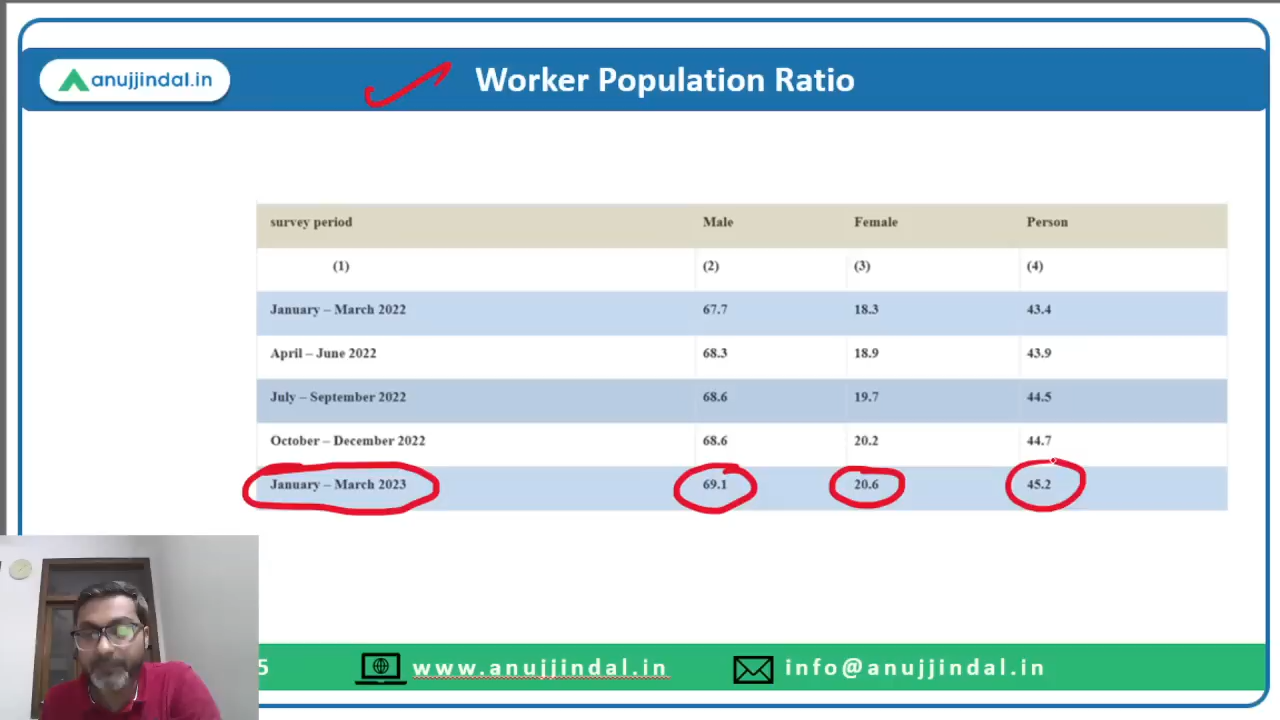 anujjindal.in
Worker Population Ratio
survey period Male Female Person
(1) (2) (3) (4)
January – March 2022 67.7 18.3 43.4
April – June 2022 68.3 18.9 43.9
July – September 2022 68.6 19.7 44.5
October – December 2022 68.6 20.2 44.7
January – March 2023 69.1 20.6 45.2
5 www.anujjindal.in info@anujjindal.in